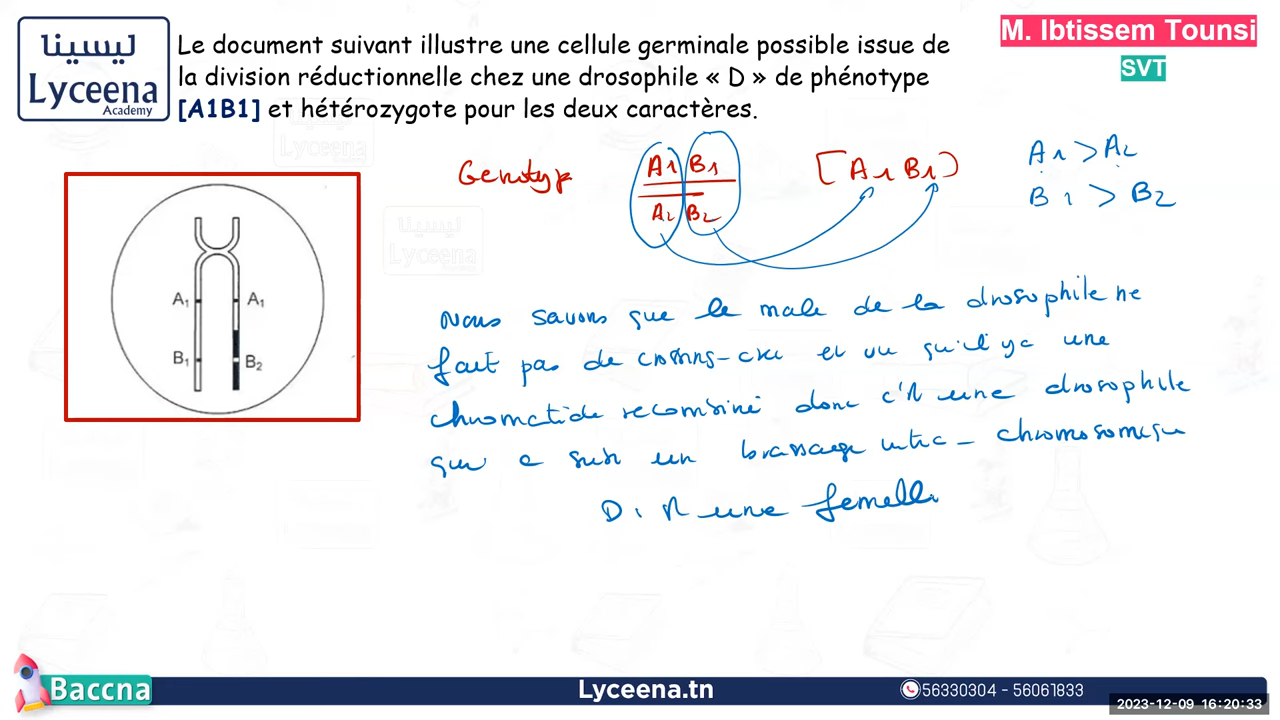 ليسينا
Lyceena
Academy
Le document suivant illustre une cellule germinale possible issue de
la division réductionnelle chez une drosophile « D » de phénotype
[A1B1] et hétérozygote pour les deux caractères.
M. Ibtissem Tounsi
SVT
Genotype
A1 B1
A2 B2
[A1 B1]
A1 > A2
B1 > B2
A1 A1
B1 B2
Nous savons que le male de la drosophile ne
fait pas de crossing-over et vu qu'il y a une
chromatide recombiné donc c'est une drosophile
qui a subi un brassage intra-chromosomique
D est une femelle
Baccna
Lyceena.tn
56330304 - 56061833
2023-12-09 16:20:33